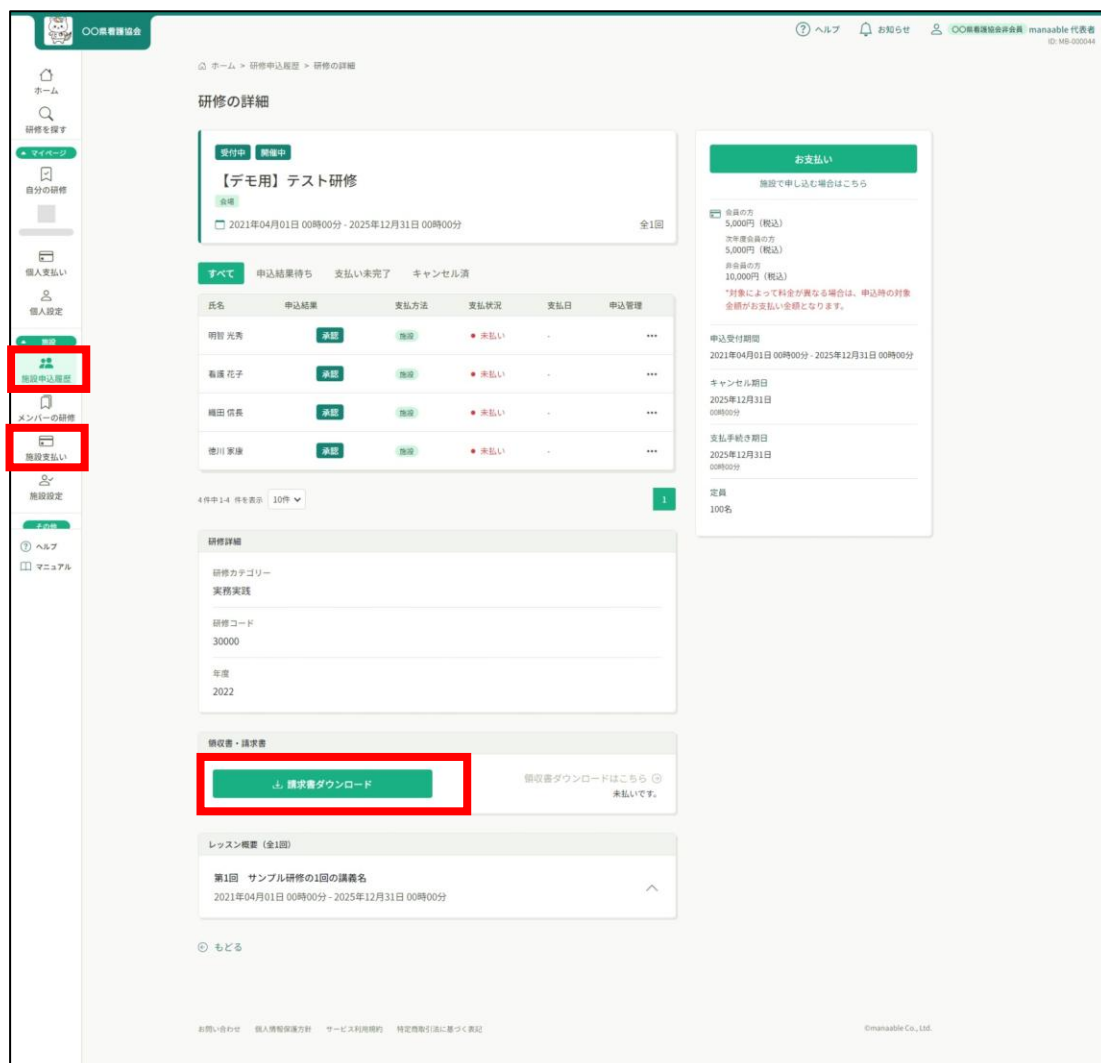 〇〇県看護協会
ヘルプ
お知らせ
〇〇県看護協会非会員 manaable 代表者
ID: MB-000044
ホーム
研修を探す
マイページ
自分の研修
個人支払い
個人設定
施設
施設申込履歴
メンバーの研修
施設支払い
施設設定
その他
ヘルプ
マニュアル
ホーム > 研修申込履歴 > 研修の詳細
研修の詳細
受付中 開催中
【デモ用】テスト研修
会場
2021年04月01日 00時00分 - 2025年12月31日 00時00分 全1回
すべて 申込結果待ち 支払い未完了 キャンセル済
氏名 申込結果 支払方法 支払状況 支払日 申込管理
明智 光秀 承認 施設 未払い - •••
看護 花子 承認 施設 未払い - •••
織田 信長 承認 施設 未払い - •••
徳川 家康 承認 施設 未払い - •••
4件中1-4 件を表示 10件 1
研修詳細
研修カテゴリー
実務実践
研修コード
30000
年度
2022
領収書・請求書
請求書ダウンロード
領収書ダウンロードはこちら
未払いです。
レッスン概要（全1回）
第1回 サンプル研修の1回の講義名
2021年04月01日 00時00分 - 2025年12月31日 00時00分
もどる
お支払い
施設で申し込む場合はこちら
会員の方
5,000円（税込）
次年度会員の方
5,000円（税込）
非会員の方
10,000円（税込）
*対象によって料金が異なる場合は、申込時の対象
金額がお支払い金額となります。
申込受付期間
2021年04月01日 00時00分 - 2025年12月31日 00時00分
キャンセル期日
2025年12月31日
00時00分
支払手続き期日
2025年12月31日
00時00分
定員
100名
お問い合わせ 個人情報保護方針 サービス利用規約 特定商取引法に基づく表記
©manaable Co., Ltd.